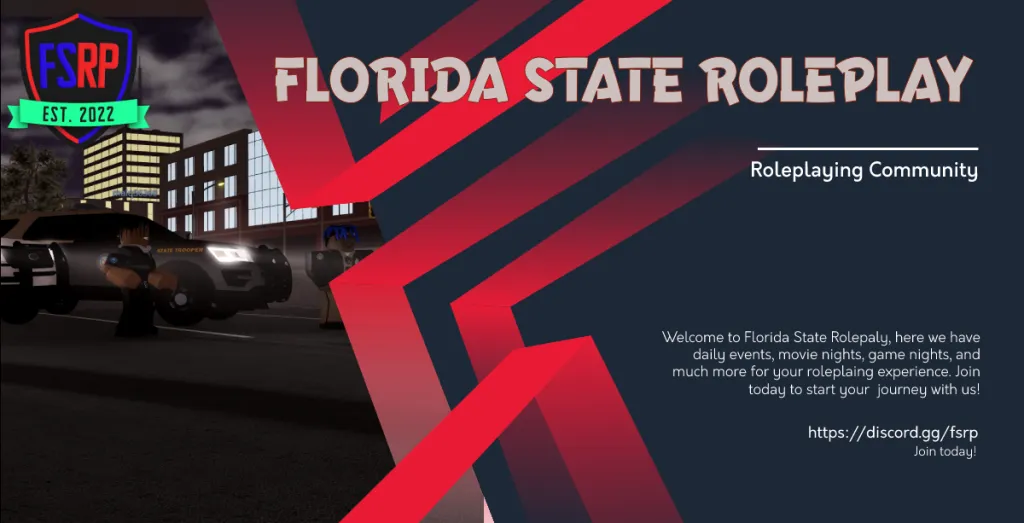 FSRP
EST. 2022
FLORIDA STATE ROLEPLAY
Roleplaying Community
STATE TROOPER
Welcome to Florida State Rolepaly, here we have
daily events, movie nights, game nights, and
much more for your roleplaing experience. Join
today to start your journey with us!
https://discord.gg/fsrp
Join today!